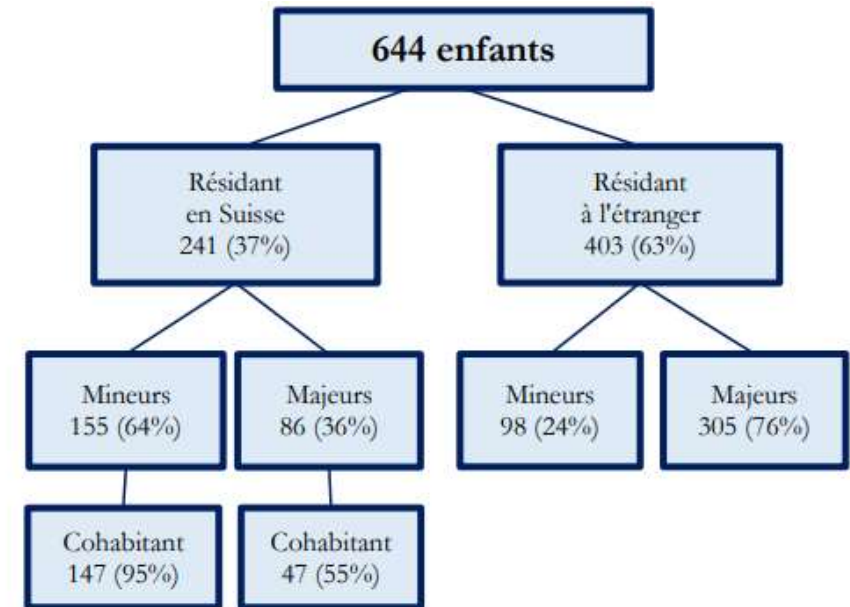 644 enfants
Résidant
en Suisse
241 (37%)
Résidant
à l'étranger
403 (63%)
Mineurs
155 (64%)
Majeurs
86 (36%)
Mineurs
98 (24%)
Majeurs
305 (76%)
Cohabitant
147 (95%)
Cohabitant
47 (55%)